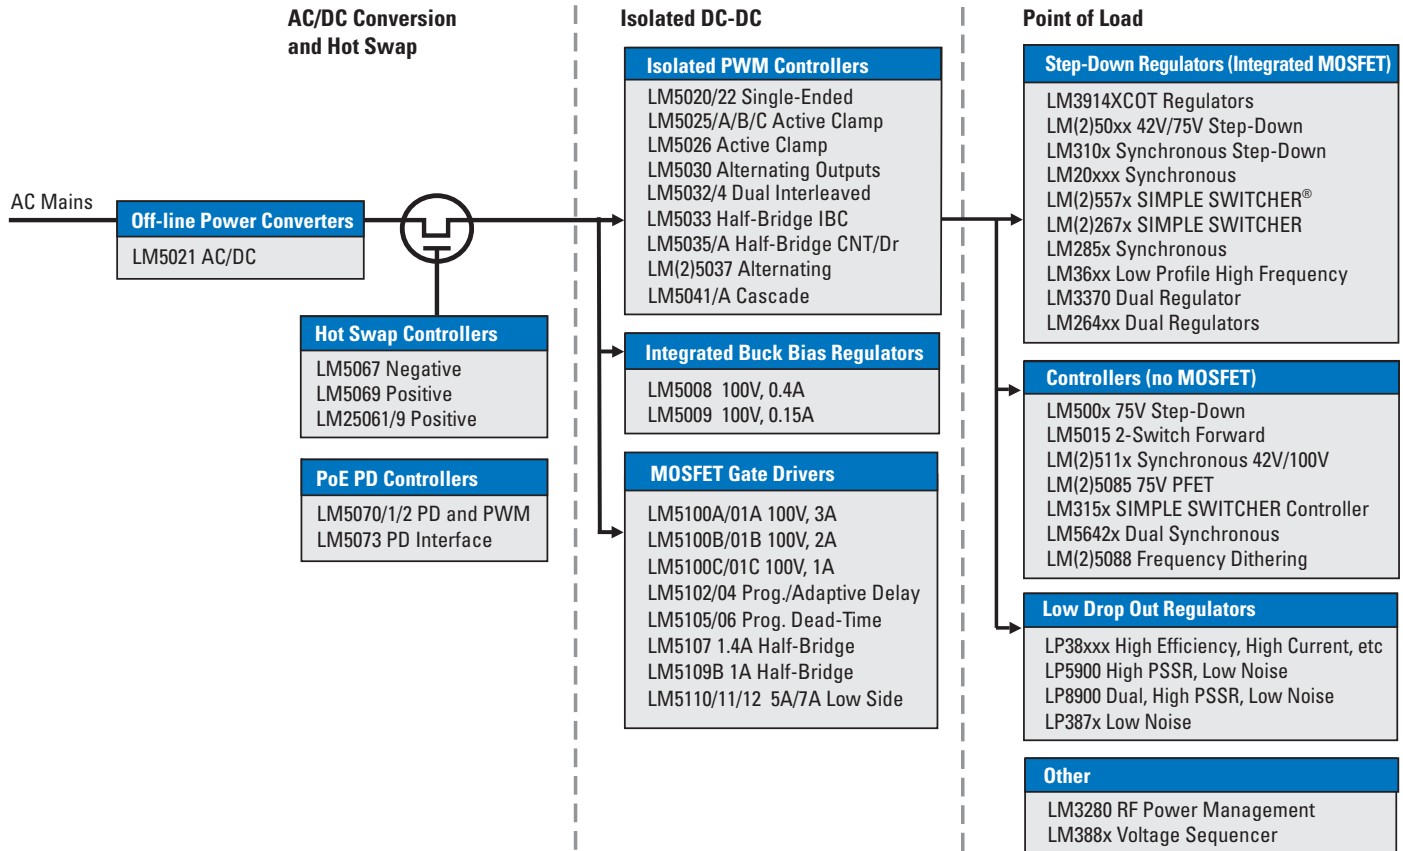 AC/DC Conversion
and Hot Swap
AC Mains
Off-line Power Converters
LM5021 AC/DC
Hot Swap Controllers
LM5067 Negative
LM5069 Positive
LM25061/9 Positive
PoE PD Controllers
LM5070/1/2 PD and PWM
LM5073 PD Interface
Isolated DC-DC
Isolated PWM Controllers
LM5020/22 Single-Ended
LM5025/A/B/C Active Clamp
LM5026 Active Clamp
LM5030 Alternating Outputs
LM5032/4 Dual Interleaved
LM5033 Half-Bridge IBC
LM5035/A Half-Bridge CNT/Dr
LM(2)5037 Alternating
LM5041/A Cascade
Integrated Buck Bias Regulators
LM5008 100V, 0.4A
LM5009 100V, 0.15A
MOSFET Gate Drivers
LM5100A/01A 100V, 3A
LM5100B/01B 100V, 2A
LM5100C/01C 100V, 1A
LM5102/04 Prog./Adaptive Delay
LM5105/06 Prog. Dead-Time
LM5107 1.4A Half-Bridge
LM5109B 1A Half-Bridge
LM5110/11/12 5A/7A Low Side
Point of Load
Step-Down Regulators (Integrated MOSFET)
LM3914XCOT Regulators
LM(2)50xx 42V/75V Step-Down
LM310x Synchronous Step-Down
LM20xxx Synchronous
LM(2)557x SIMPLE SWITCHER®
LM(2)267x SIMPLE SWITCHER
LM285x Synchronous
LM36xx Low Profile High Frequency
LM3370 Dual Regulator
LM264xx Dual Regulators
Controllers (no MOSFET)
LM500x 75V Step-Down
LM5015 2-Switch Forward
LM(2)511x Synchronous 42V/100V
LM(2)5085 75V PFET
LM315x SIMPLE SWITCHER Controller
LM5642x Dual Synchronous
LM(2)5088 Frequency Dithering
Low Drop Out Regulators
LP38xxx High Efficiency, High Current, etc
LP5900 High PSSR, Low Noise
LP8900 Dual, High PSSR, Low Noise
LP387x Low Noise
Other
LM3280 RF Power Management
LM388x Voltage Sequencer